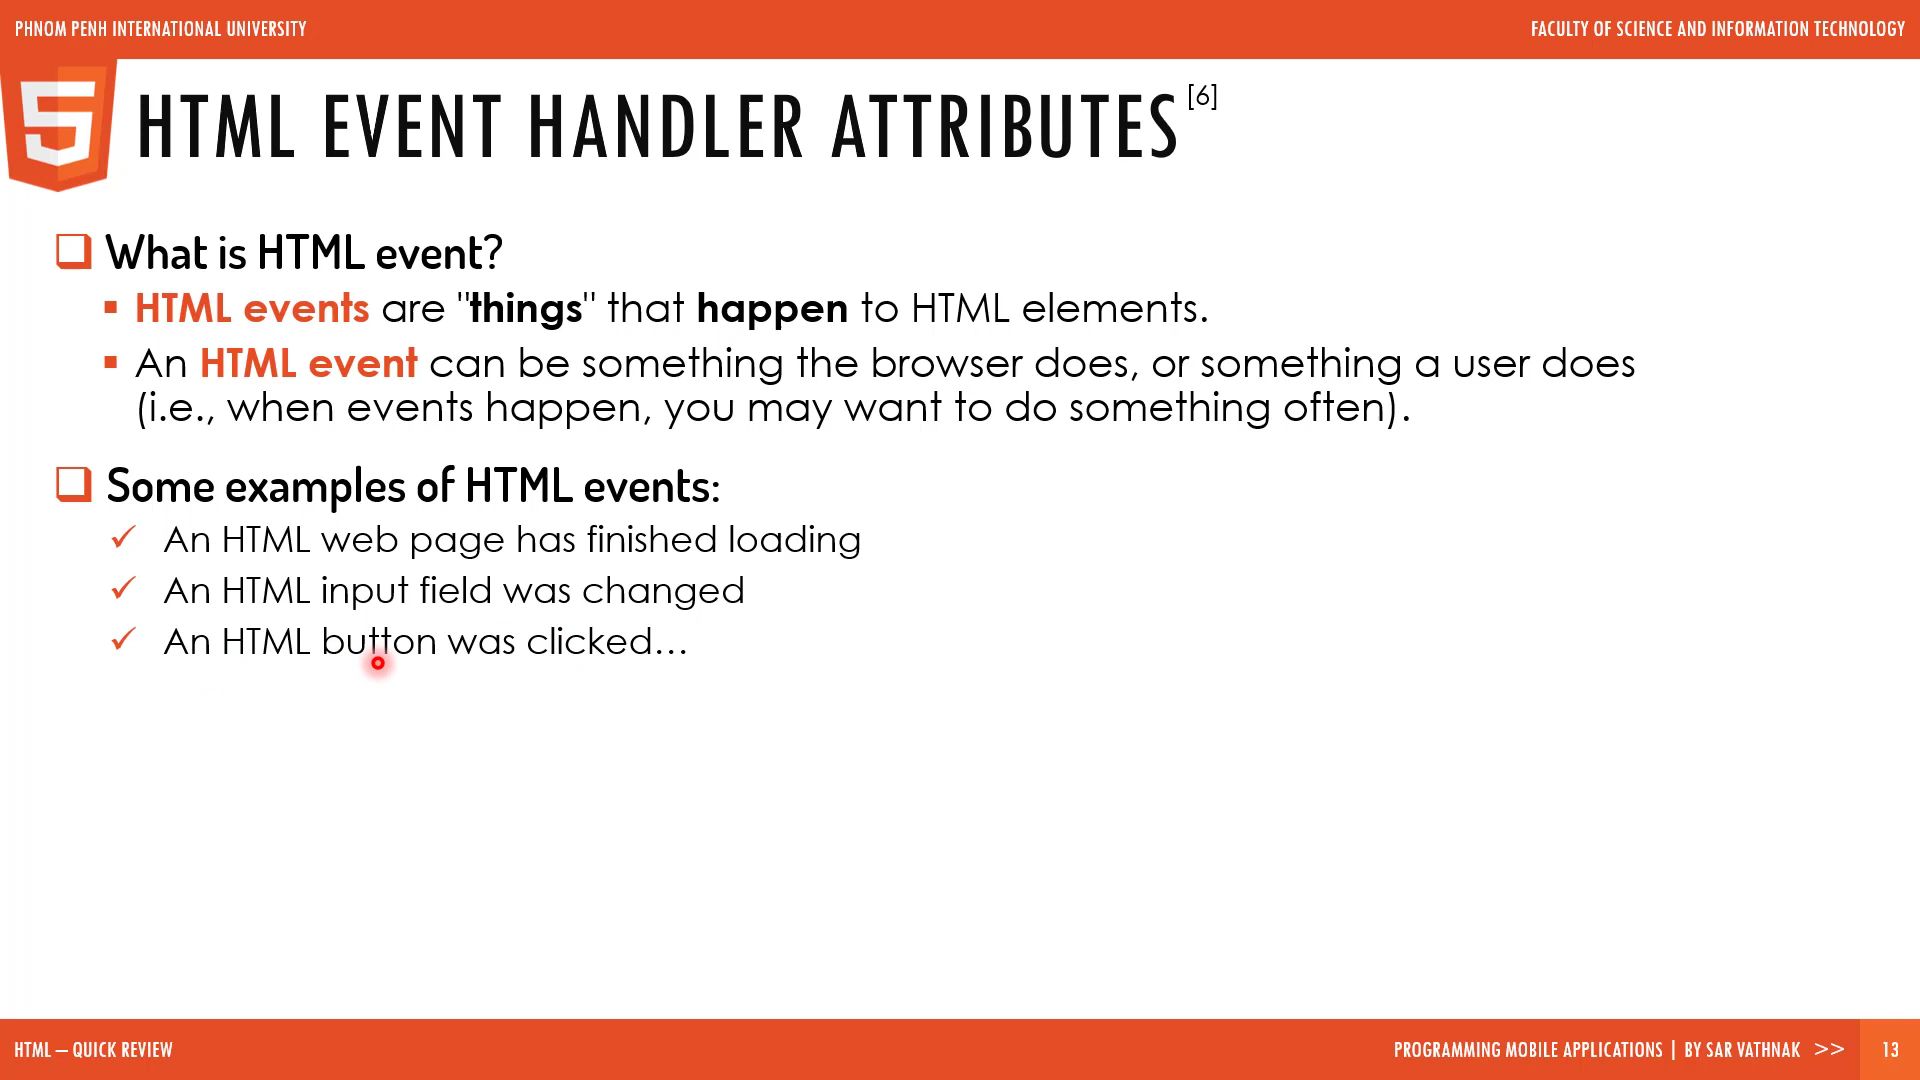 PHNOM PENH INTERNATIONAL UNIVERSITY
FACULTY OF SCIENCE AND INFORMATION TECHNOLOGY
HTML EVENT HANDLER ATTRIBUTES [6]
What is HTML event?
HTML events are "things" that happen to HTML elements.
An HTML event can be something the browser does, or something a user does
(i.e., when events happen, you may want to do something often).
Some examples of HTML events:
An HTML web page has finished loading
An HTML input field was changed
An HTML button was clicked…
HTML – QUICK REVIEW
PROGRAMMING MOBILE APPLICATIONS | BY SAR VATHNAK >> 13